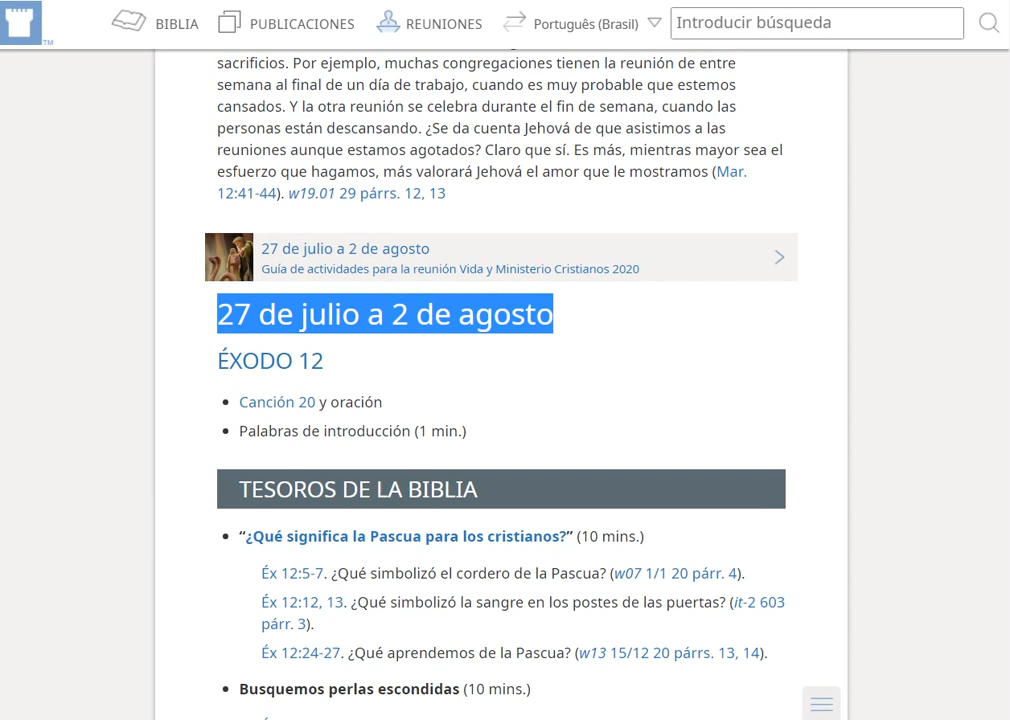 TM
BIBLIA
PUBLICACIONES
REUNIONES
Português (Brasil)
Introducir búsqueda
sacrificios. Por ejemplo, muchas congregaciones tienen la reunión de entre
semana al final de un día de trabajo, cuando es muy probable que estemos
cansados. Y la otra reunión se celebra durante el fin de semana, cuando las
personas están descansando. ¿Se da cuenta Jehová de que asistimos a las
reuniones aunque estamos agotados? Claro que sí. Es más, mientras mayor sea el
esfuerzo que hagamos, más valorará Jehová el amor que le mostramos (Mar.
12:41-44). w19.01 29 párrs. 12, 13
27 de julio a 2 de agosto
Guía de actividades para la reunión Vida y Ministerio Cristianos 2020
27 de julio a 2 de agosto
ÉXODO 12
• Canción 20 y oración
• Palabras de introducción (1 min.)
TESOROS DE LA BIBLIA
• “¿Qué significa la Pascua para los cristianos?” (10 mins.)
Éx 12:5-7. ¿Qué simbolizó el cordero de la Pascua? (w07 1/1 20 párr. 4).
Éx 12:12, 13. ¿Qué simbolizó la sangre en los postes de las puertas? (it-2 603
párr. 3).
Éx 12:24-27. ¿Qué aprendemos de la Pascua? (w13 15/12 20 párrs. 13, 14).
• Busquemos perlas escondidas (10 mins.)